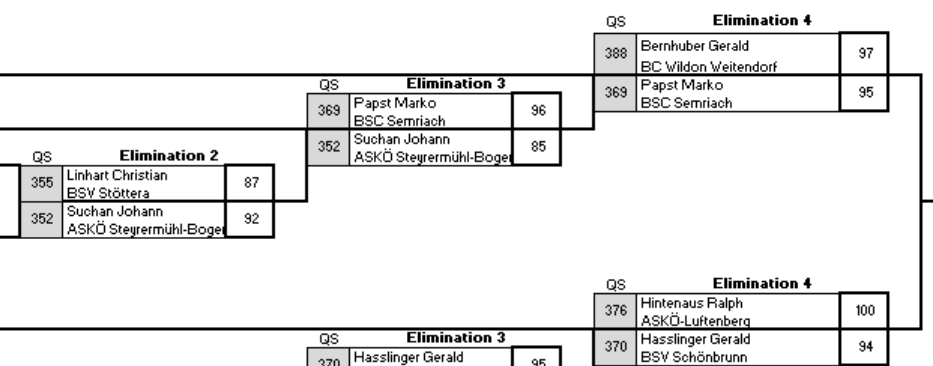 QS Elimination 4
388 Bernhuber Gerald 97
BC Wildon Weitendorf
369 Papst Marko 95
BSC Semriach
QS Elimination 3
369 Papst Marko 96
BSC Semriach
352 Suchan Johann 85
ASKÖ Steyrermühl-Boger
QS Elimination 2
355 Linhart Christian 87
BSV Stöttera
352 Suchan Johann 92
ASKÖ Steyrermühl-Boger
QS Elimination 4
376 Hintenaus Ralph 100
ASKÖ-Luftenberg
370 Hasslinger Gerald 94
BSV Schönbrunn
QS Elimination 3
370 Hasslinger Gerald 95